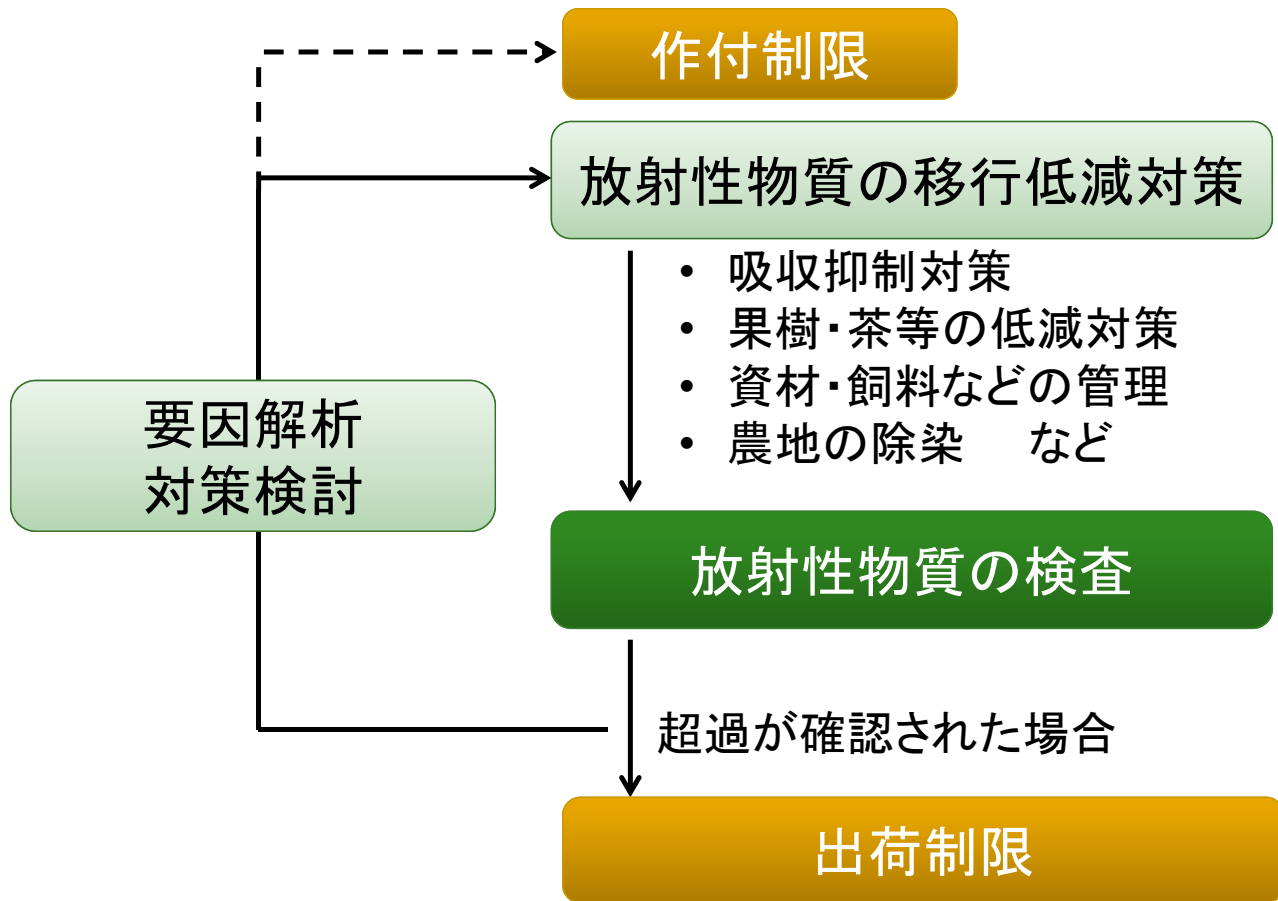 作付制限
放射性物質の移行低減対策
• 吸収抑制対策
• 果樹・茶等の低減対策
• 資材・飼料などの管理
• 農地の除染　など
要因解析
対策検討
放射性物質の検査
超過が確認された場合
出荷制限